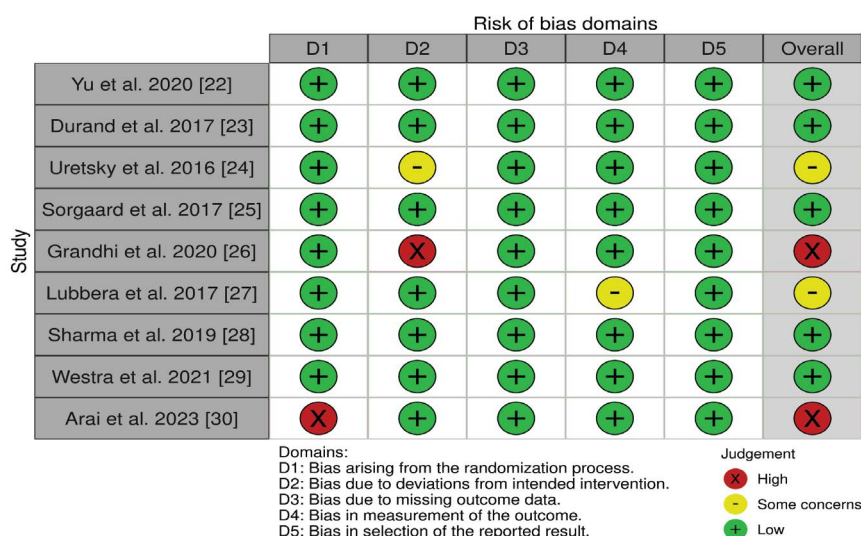 Risk of bias domains
D1 D2 D3 D4 D5 Overall
Study
Yu et al. 2020 [22] + + + + + +
Durand et al. 2017 [23] + + + + + +
Uretsky et al. 2016 [24] + - + + + -
Sorgaard et al. 2017 [25] + + + + + +
Grandhi et al. 2020 [26] + X + + + X
Lubbera et al. 2017 [27] + + + - + -
Sharma et al. 2019 [28] + + + + + +
Westra et al. 2021 [29] + + + + + +
Arai et al. 2023 [30] X + + + + X
Domains:
D1: Bias arising from the randomization process.
D2: Bias due to deviations from intended intervention.
D3: Bias due to missing outcome data.
D4: Bias in measurement of the outcome.
D5: Bias in selection of the reported result.
Judgement
X High
- Some concerns
+ Low